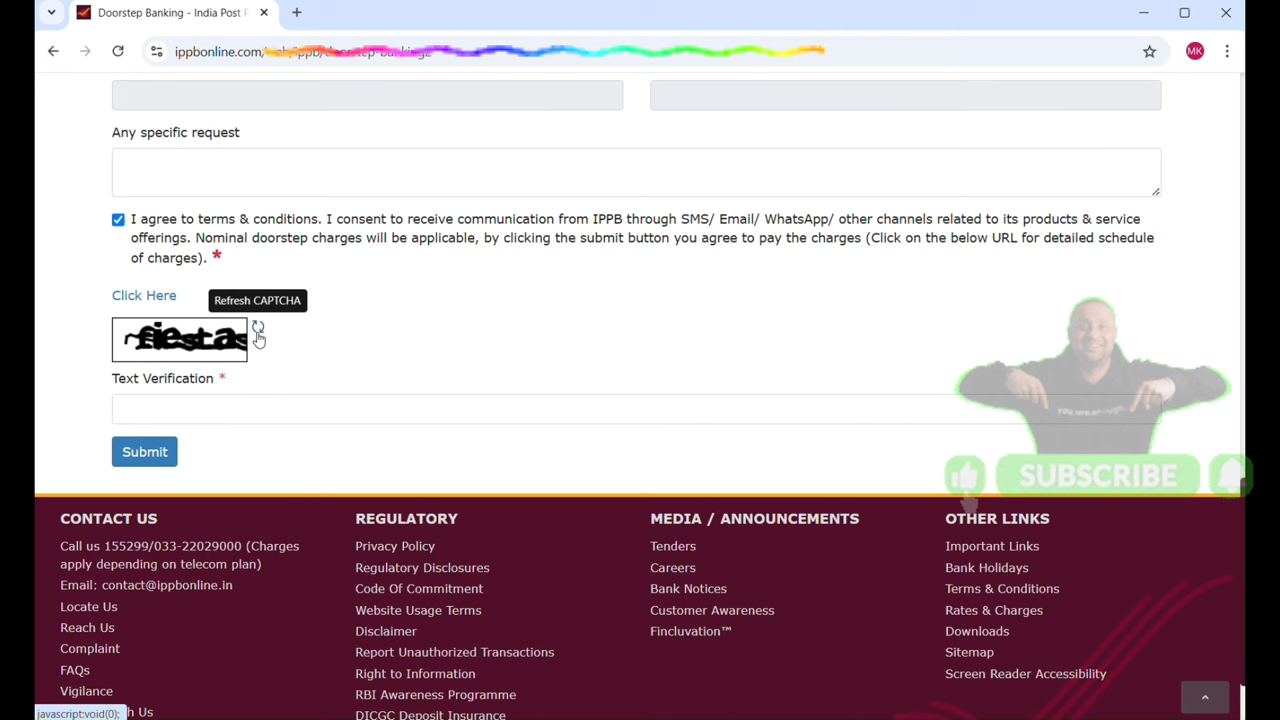 Doorstep Banking - India Post P
ippbonline.com/
MK
Any specific request
I agree to terms & conditions. I consent to receive communication from IPPB through SMS/ Email/ WhatsApp/ other channels related to its products & service
offerings. Nominal doorstep charges will be applicable, by clicking the submit button you agree to pay the charges (Click on the below URL for detailed schedule
of charges). *
Click Here
Refresh CAPTCHA
fiestas
Text Verification *
Submit
SUBSCRIBE
CONTACT US
Call us 155299/033-22029000 (Charges
apply depending on telecom plan)
Email: contact@ippbonline.in
Locate Us
Reach Us
Complaint
FAQs
Vigilance
h Us
javascript:void(0);
REGULATORY
Privacy Policy
Regulatory Disclosures
Code Of Commitment
Website Usage Terms
Disclaimer
Report Unauthorized Transactions
Right to Information
RBI Awareness Programme
DICGC Deposit Insurance
MEDIA / ANNOUNCEMENTS
Tenders
Careers
Bank Notices
Customer Awareness
Fincluvation™
OTHER LINKS
Important Links
Bank Holidays
Terms & Conditions
Rates & Charges
Downloads
Sitemap
Screen Reader Accessibility